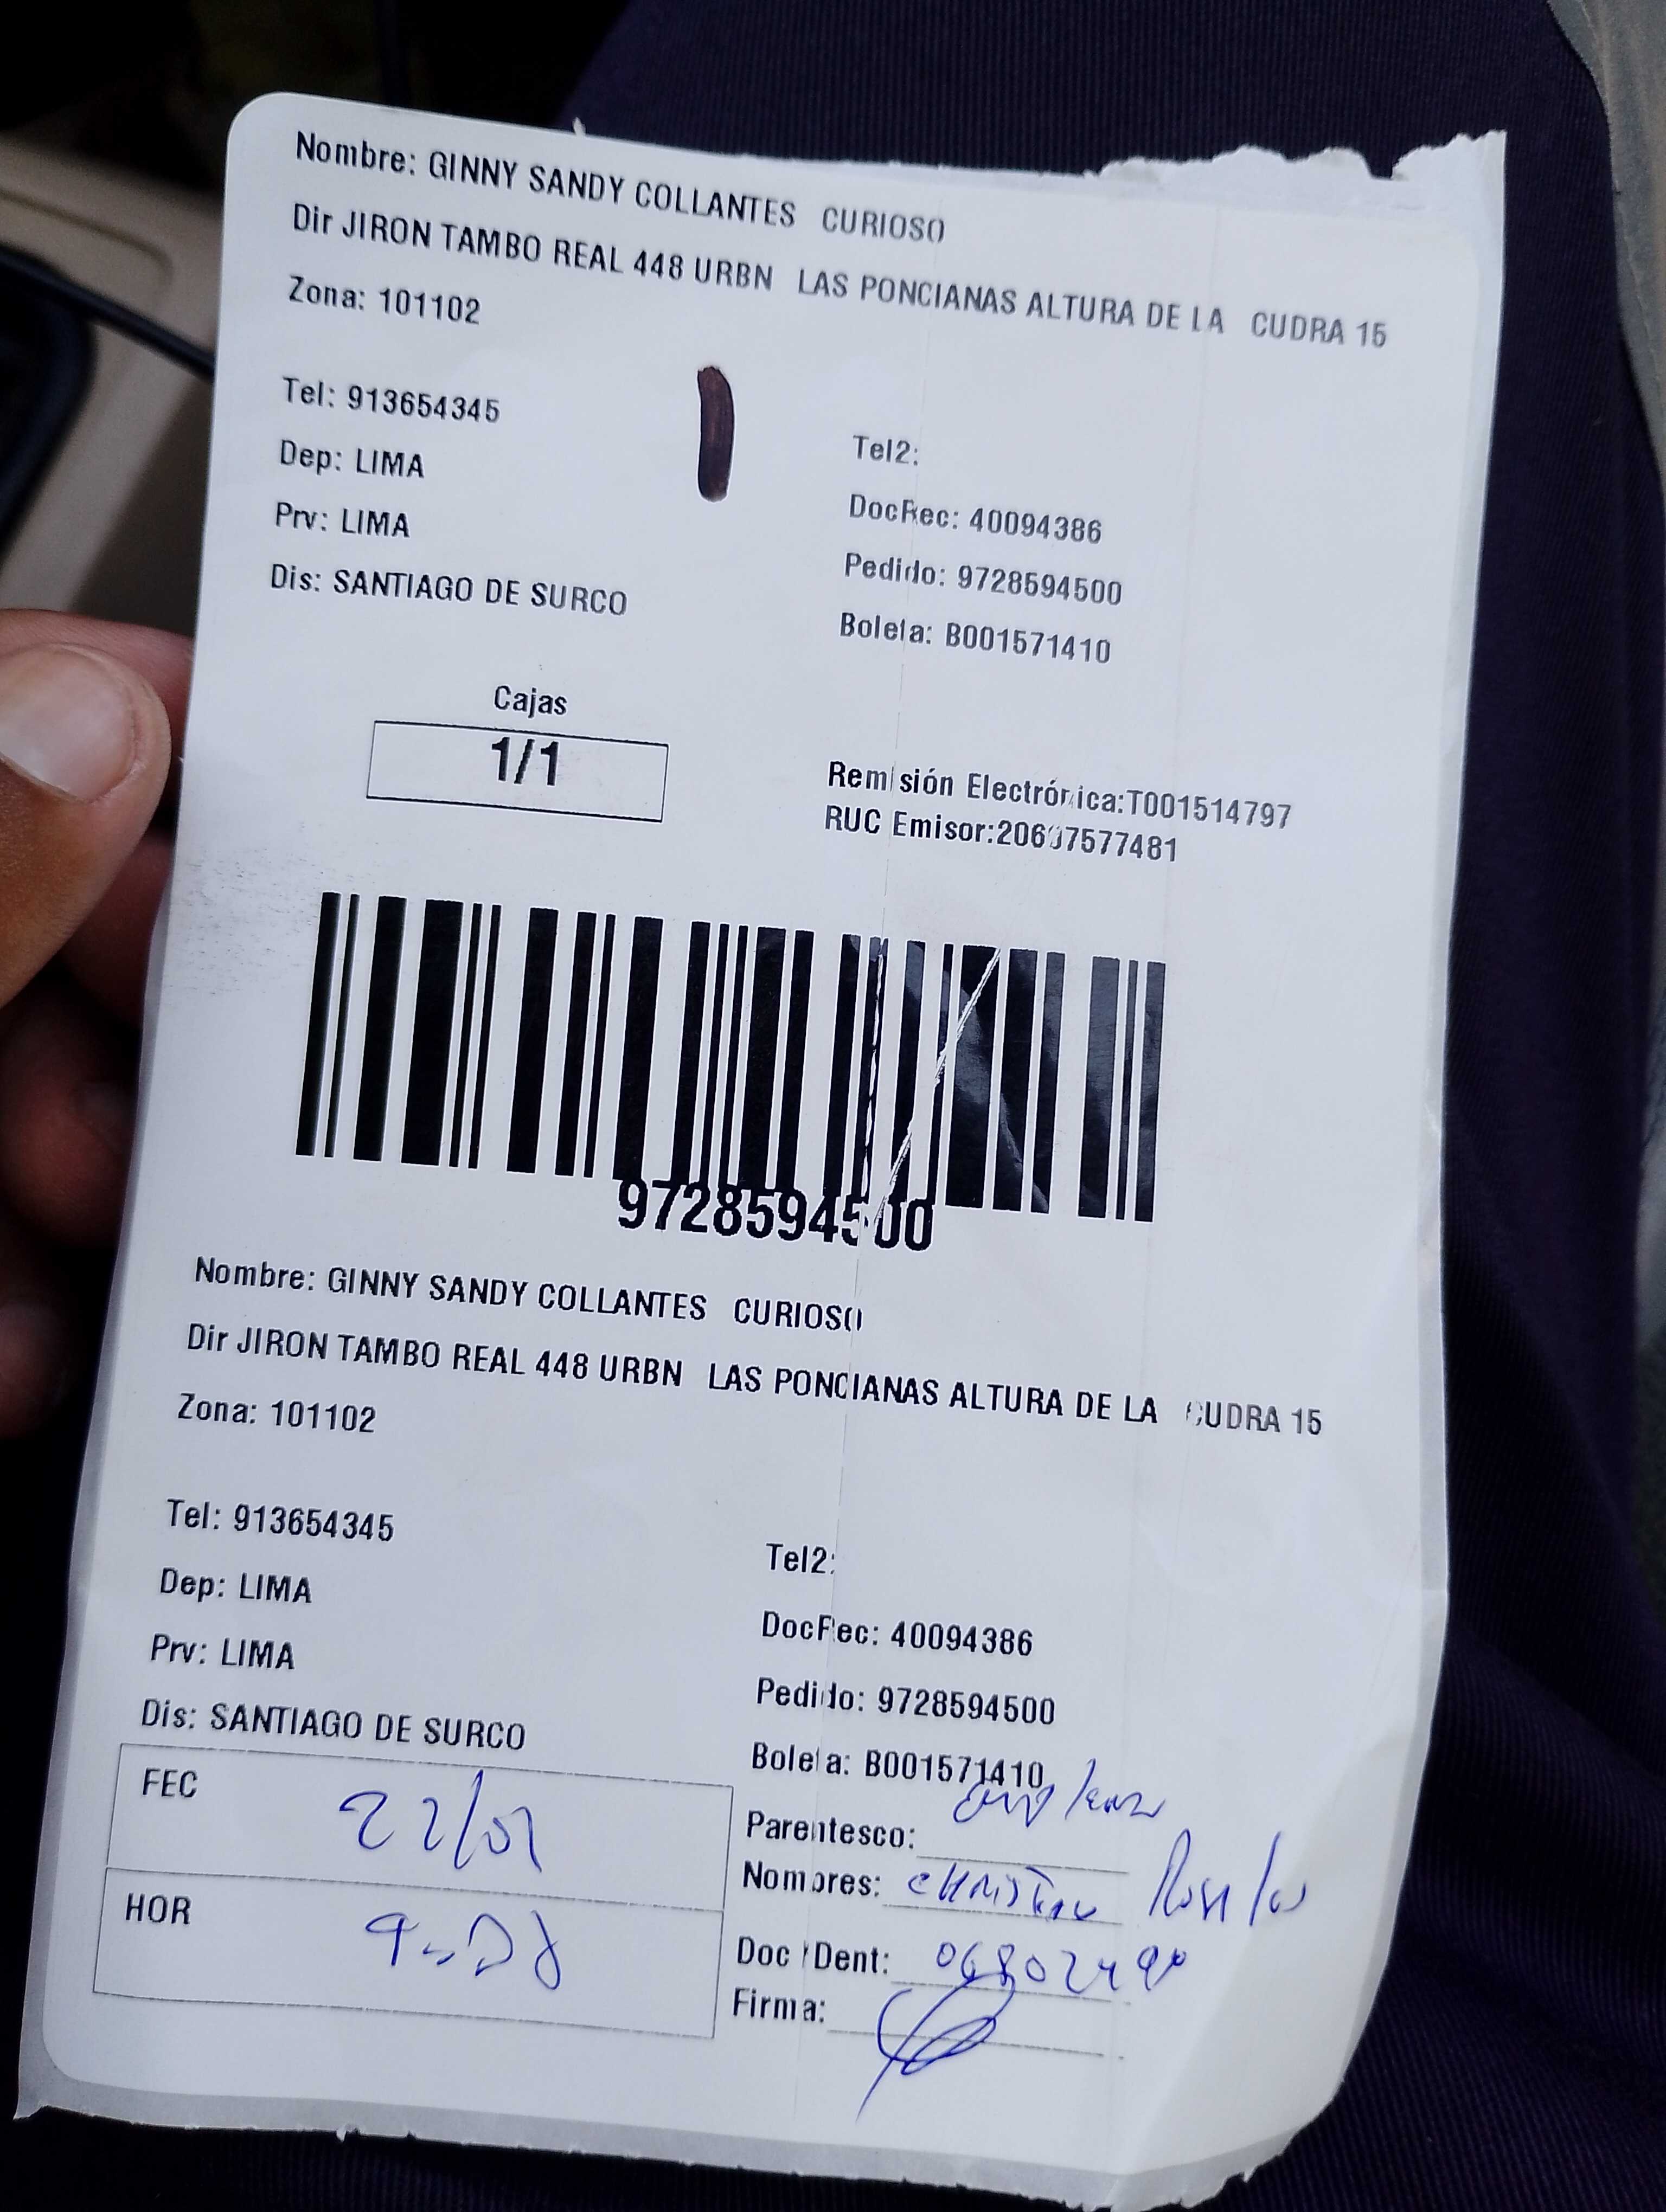 Nombre: GINNY SANDY COLLANTES CURIOSO
Dir JIRON TAMBO REAL 448 URBN LAS PONCIANAS ALTURA DE LA CUDRA 15
Zona: 101102
Tel: 913654345
Tel2:
Dep: LIMA
DocRec: 40094386
Prv: LIMA
Pedido: 9728594500
Dis: SANTIAGO DE SURCO
Boleta: B001571410
Cajas
1/1
Remisión Electrónica:T001514797
RUC Emisor:20607577481
9728594500
Nombre: GINNY SANDY COLLANTES CURIOSO
Dir JIRON TAMBO REAL 448 URBN LAS PONCIANAS ALTURA DE LA CUDRA 15
Zona: 101102
Tel: 913654345
Tel2:
Dep: LIMA
DocRec: 40094386
Prv: LIMA
Pedido: 9728594500
Dis: SANTIAGO DE SURCO
Boleta: B001571410
FEC
Parentesco:
Nombres: CHRISTIAN
HOR
Doc Dent:
Firma: